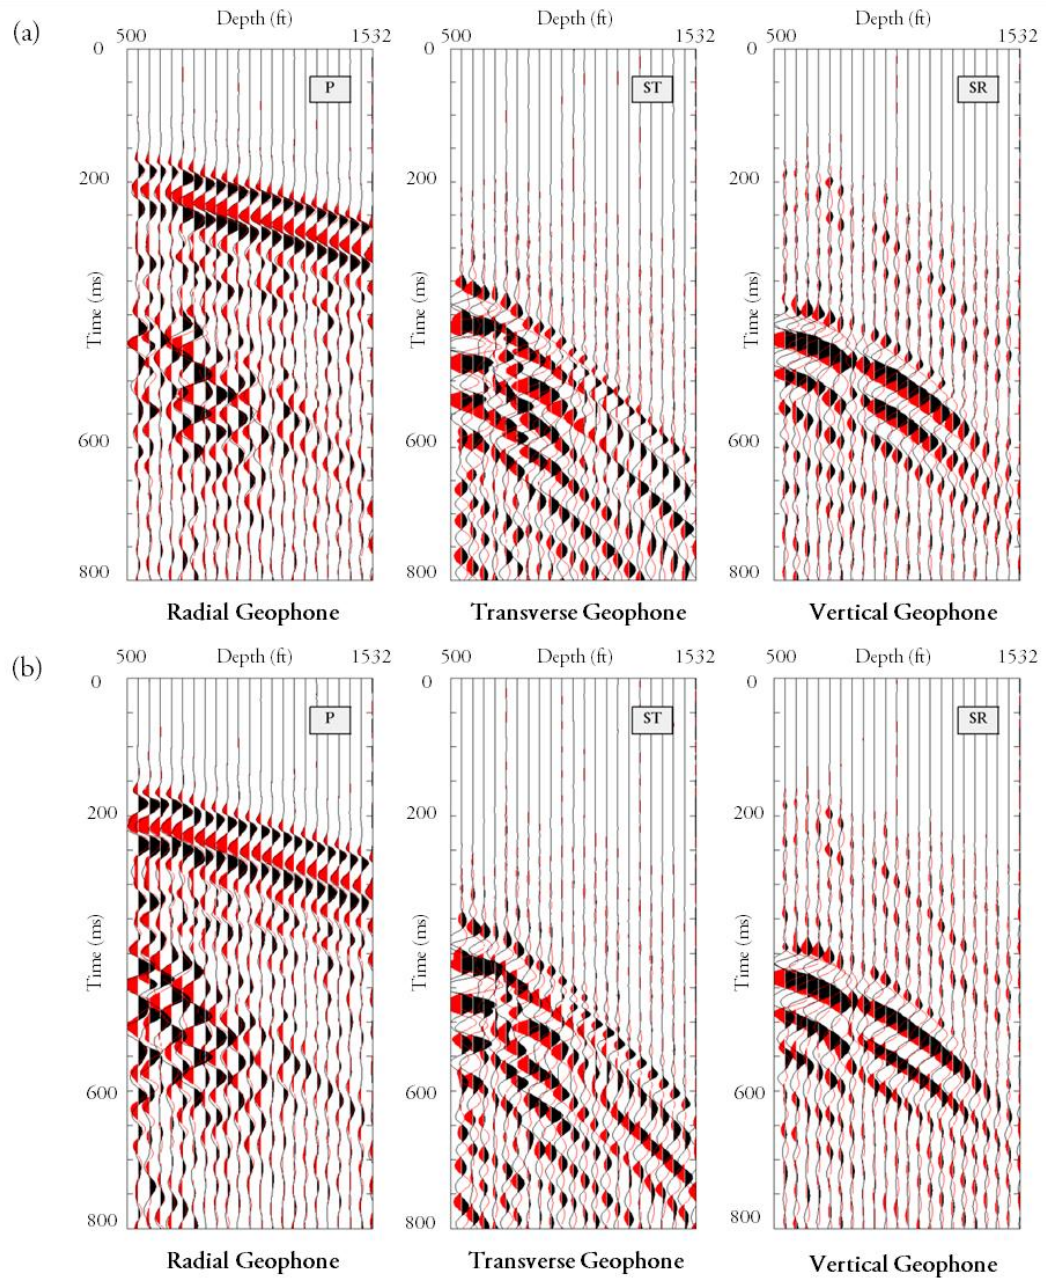 (a)
Depth (ft) Depth (ft) Depth (ft)
500 1532 500 1532 500 1532
0 0 0
P ST SR
200 200 200
Time (ms) Time (ms) Time (ms)
600 600 600
800 800 800
Radial Geophone Transverse Geophone Vertical Geophone
(b)
500 Depth (ft) 1532 500 Depth (ft) 1532 500 Depth (ft) 1532
0 0 0
P ST SR
200 200 200
Time (ms) Time (ms) Time (ms)
600 600 600
800 800 800
Radial Geophone Transverse Geophone Vertical Geophone